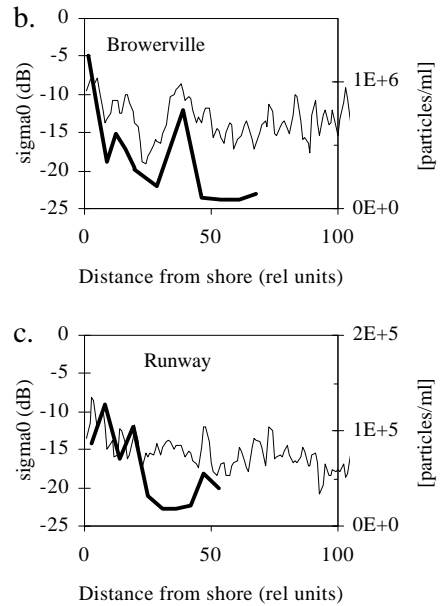 b.
Browerville
sigma0 (dB)
0
-5
-10
-15
-20
-25
1E+6
0E+0
[particles/ml]
0
50
100
Distance from shore (rel units)
c.
Runway
sigma0 (dB)
0
-5
-10
-15
-20
-25
2E+5
1E+5
0E+0
[particles/ml]
0
50
100
Distance from shore (rel units)